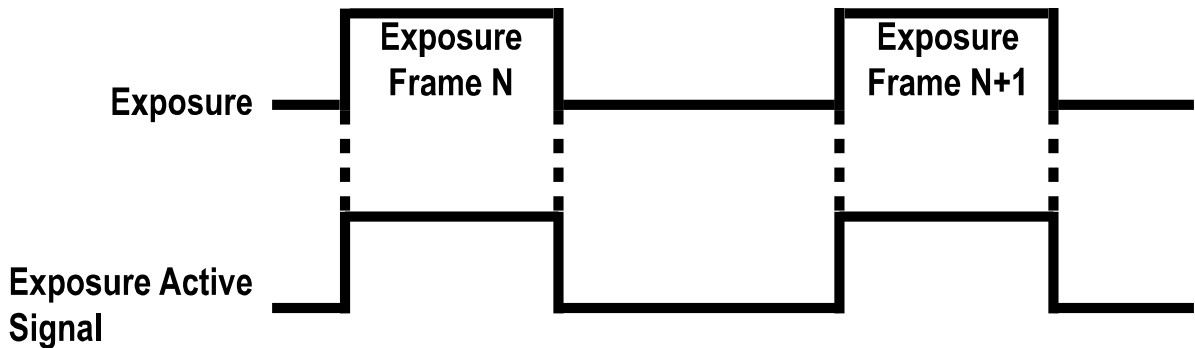 Exposure
Frame N
Exposure
Frame N+1
Exposure
Exposure Active
Signal